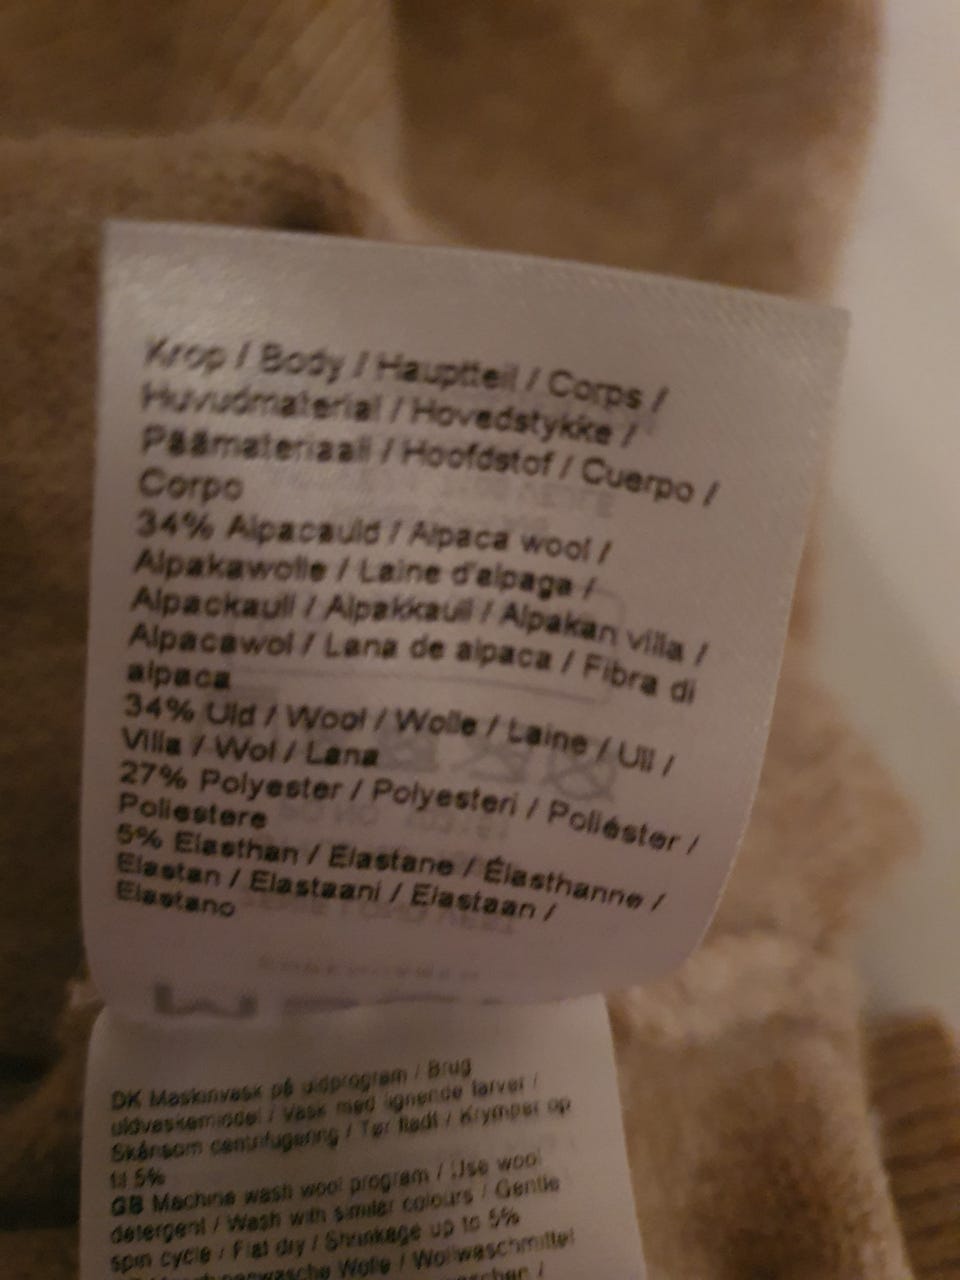 Krop / Body / Hauptteil / Corps /
Huvudmaterial / Hovedstykke /
Päämateriaali / Hoofdstof / Cuerpo /
Corpo
34% Alpacauld / Alpaca wool /
Alpakawolle / Laine d'alpaga /
Alpackaull / Alpakkaull / Alpakan villa /
Alpacawol / Lana de alpaca / Fibra di
alpaca
34% Uld / Wool / Wolle / Laine / Ull /
Villa / Wol / Lana
27% Polyester / Polyesteri / Poliéster /
Poliestere
5% Elasthan / Elastane / Élasthanne /
Elastan / Elastaani / Elastaan /
Elastano
DK Maskinvask på uldprogram / Brug
uldvaskemiddel / Vask med lignende farver /
Skånsom centrifugering / Tør fladt / Krymper op
til 5%
GB Machine wash wool program / Use wool
detergent / Wash with similar colours / Gentle
spin cycle / Flat dry / Shrinkage up to 5%
Wolle / Wollwaschmittel